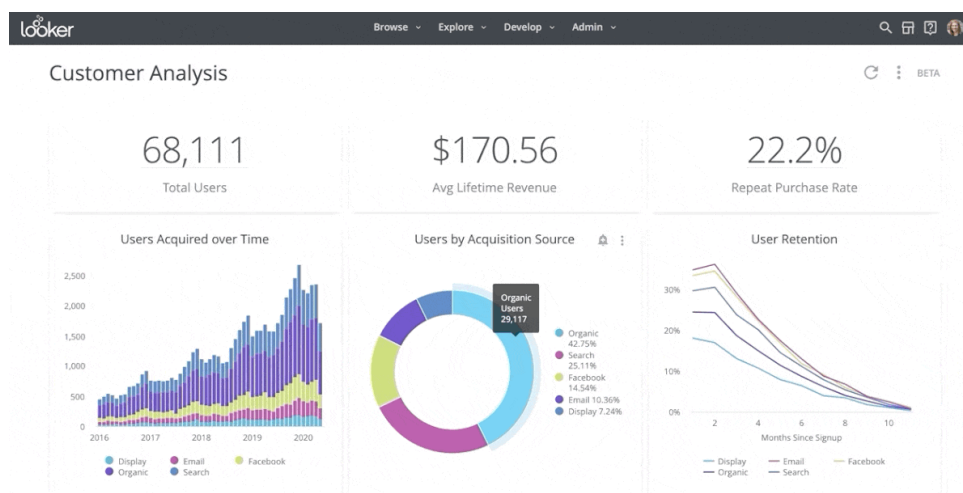 looker
Browse
Explore
Develop
Admin
Customer Analysis
BETA
68,111
Total Users
$170.56
Avg Lifetime Revenue
22.2%
Repeat Purchase Rate
Users Acquired over Time
2,500
2,000
1,500
1,000
500
0
2016 2017 2018 2019 2020
Display Email Facebook
Organic Search
Users by Acquisition Source
Organic
Users
29,117
Organic
42.75%
Search
25.11%
Facebook
14.54%
Email 10.36%
Display 7.24%
User Retention
30%
20%
10%
0%
2 4 6 8 10
Months Since Signup
Display Email Facebook
Organic Search